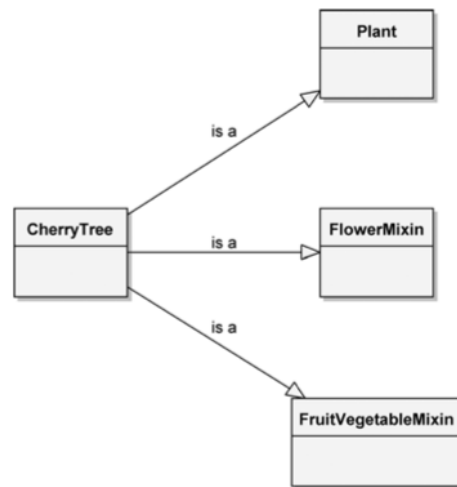 Plant
is a
CherryTree
is a
FlowerMixin
is a
FruitVegetableMixin